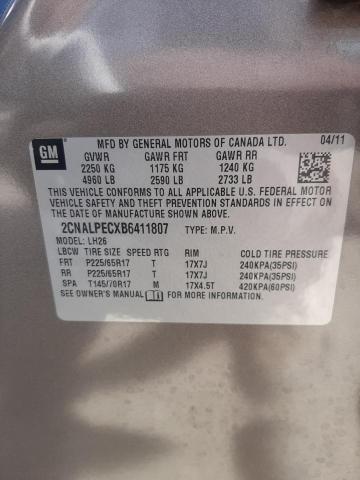 GM MFD BY GENERAL MOTORS OF CANADA LTD. 04/11
GVWR GAWR FRT GAWR RR
2250 KG 1175 KG 1240 KG
4960 LB 2590 LB 2733 LB
THIS VEHICLE CONFORMS TO ALL APPLICABLE U.S. FEDERAL MOTOR
VEHICLE SAFETY AND THEFT PREVENTION STANDARDS IN EFFECT ON
THE DATE OF MANUFACTURE SHOWN ABOVE.
2CNALPECXB6411807 TYPE: M.P.V.
MODEL: LH26
LBCW TIRE SIZE SPEED RTG RIM COLD TIRE PRESSURE
FRT P225/65R17 T 17X7J 240KPA(35PSI)
RR P225/65R17 T 17X7J 240KPA(35PSI)
SPA T145/70R17 M 17X4.5T 420KPA(60PSI)
SEE OWNER'S MANUAL FOR MORE INFORMATION.